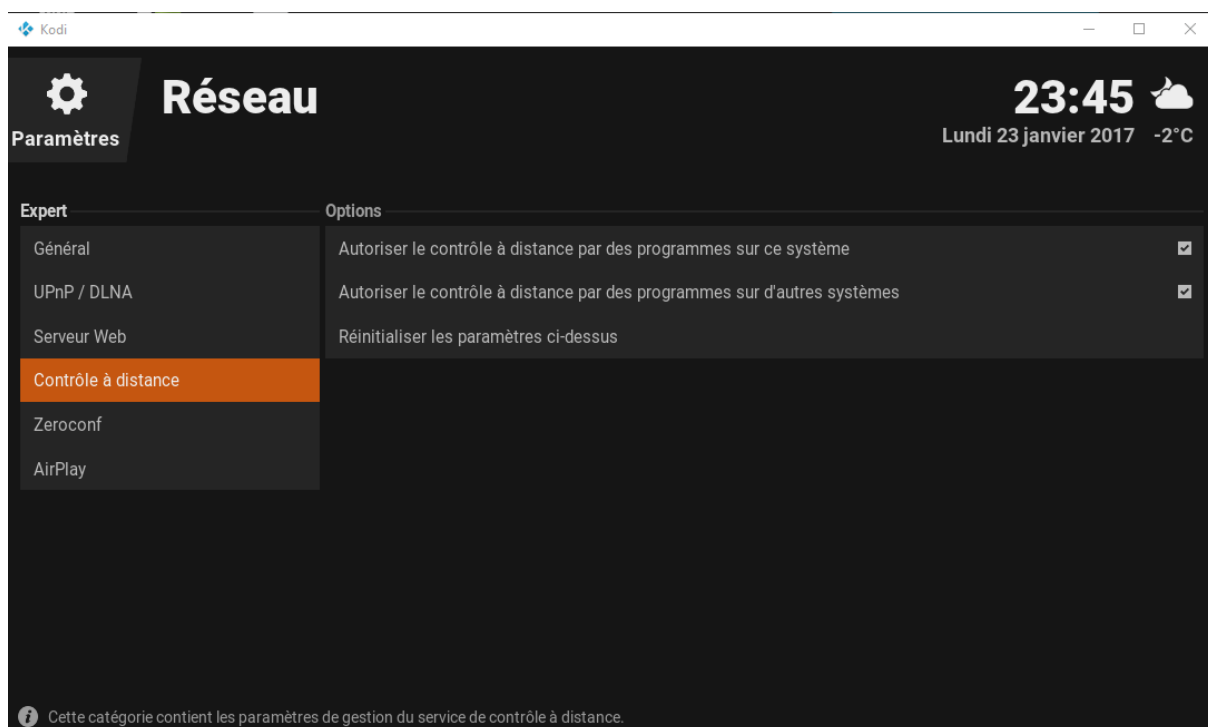 Kodi
Réseau
23:45
Paramètres
Lundi 23 janvier 2017 -2°C
Expert
Options
Général
Autoriser le contrôle à distance par des programmes sur ce système
UPnP / DLNA
Autoriser le contrôle à distance par des programmes sur d'autres systèmes
Serveur Web
Réinitialiser les paramètres ci-dessus
Contrôle à distance
Zeroconf
AirPlay
Cette catégorie contient les paramètres de gestion du service de contrôle à distance.